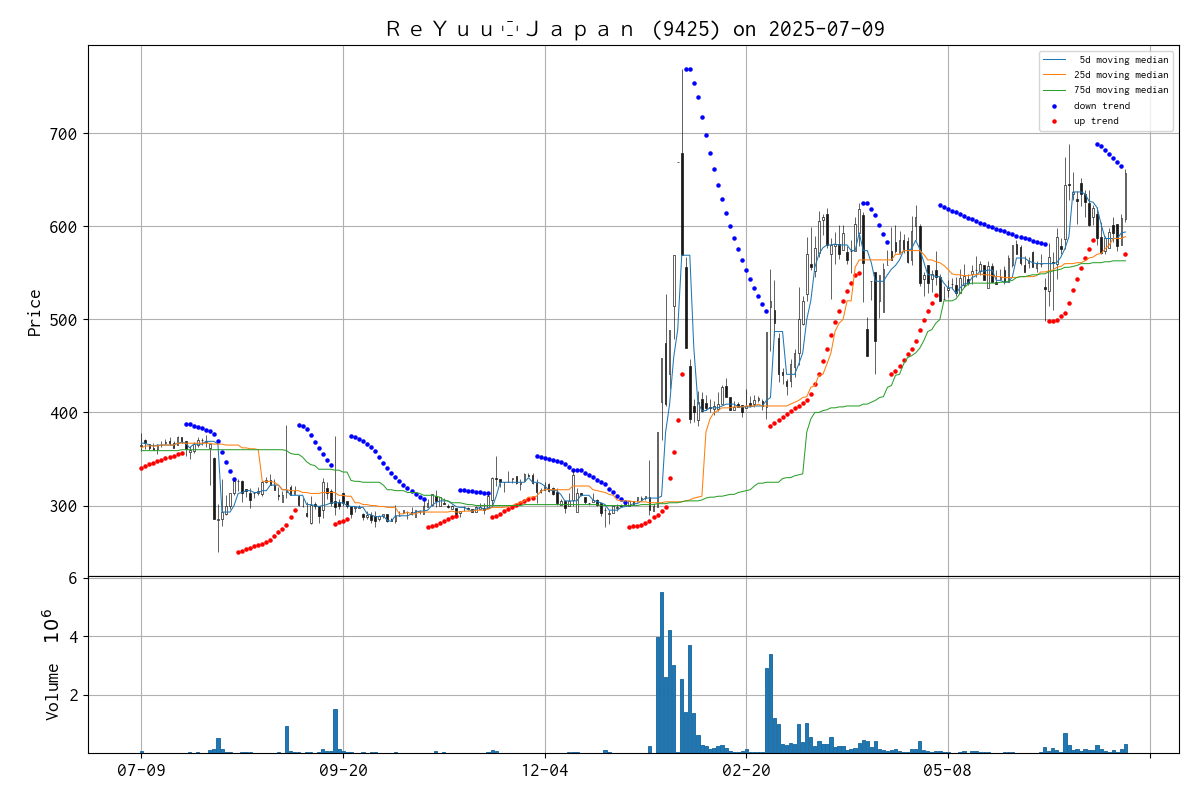 ＲｅＹｕｕ Ｊａｐａｎ (9425) on 2025-07-09
5d moving median
25d moving median
75d moving median
down trend
up trend
700
600
500
400
300
Price
6
4
2
Volume 10^6
07-09
09-20
12-04
02-20
05-08